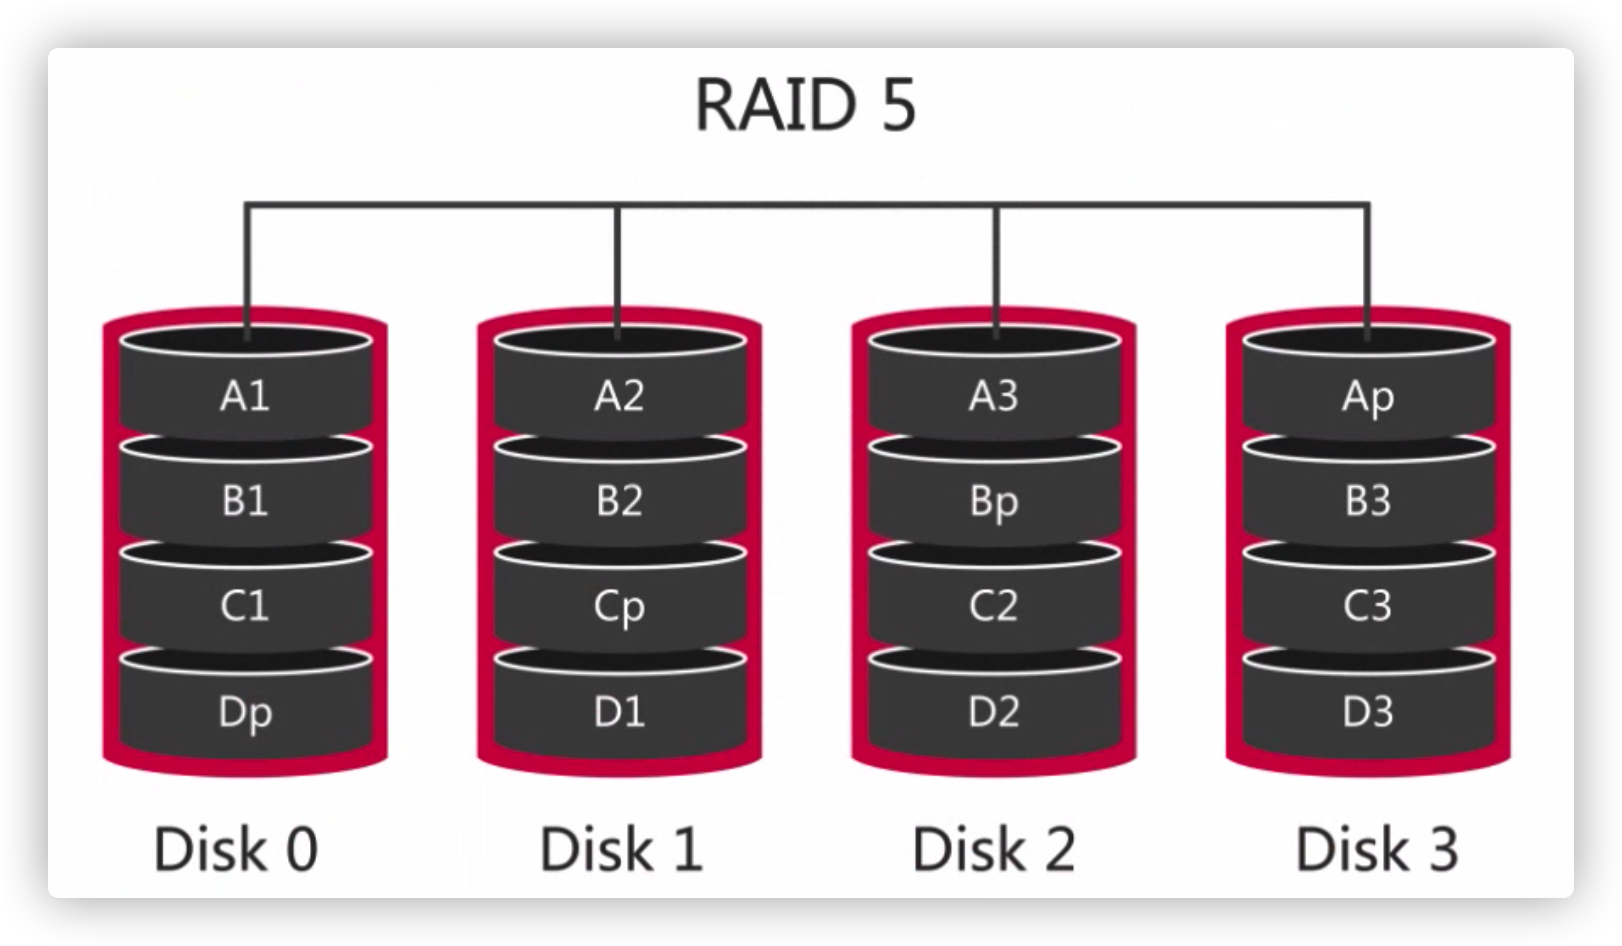 RAID 5
A1 A2 A3 Ap
B1 B2 Bp B3
C1 Cp C2 C3
Dp D1 D2 D3
Disk 0 Disk 1 Disk 2 Disk 3